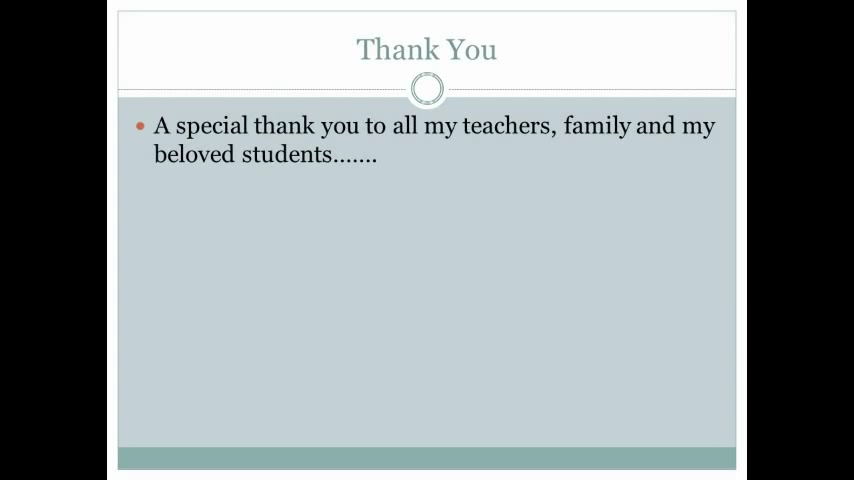 Thank You
• A special thank you to all my teachers, family and my
beloved students.......